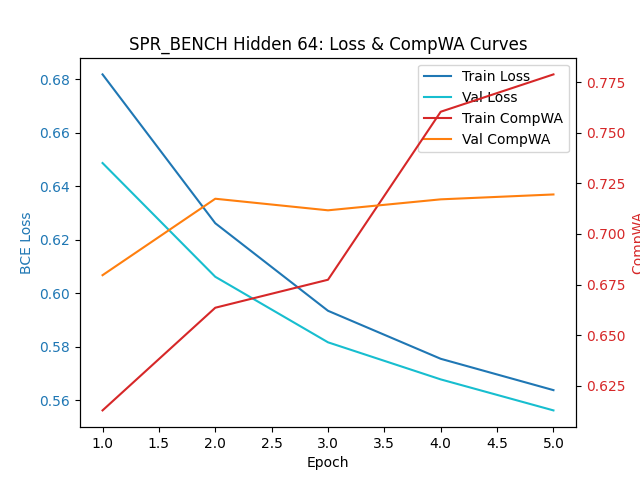 SPR_BENCH Hidden 64: Loss & CompWA Curves
Train Loss
Val Loss
Train CompWA
Val CompWA
BCE Loss
0.68
0.66
0.64
0.62
0.60
0.58
0.56
0.775
0.750
0.725
0.700
0.675
0.650
0.625
CompWA
1.0 1.5 2.0 2.5 3.0 3.5 4.0 4.5 5.0
Epoch